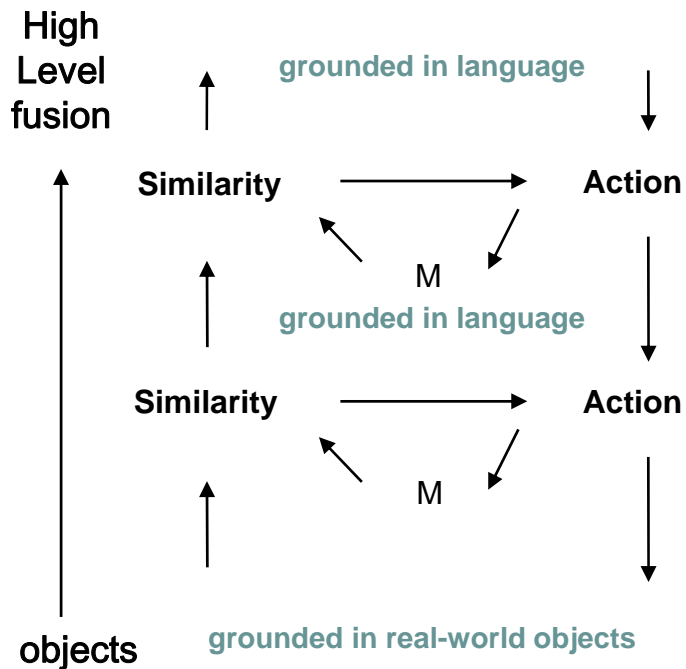 High
Level
fusion
grounded in language
Similarity Action
M
grounded in language
Similarity Action
M
objects
grounded in real-world objects